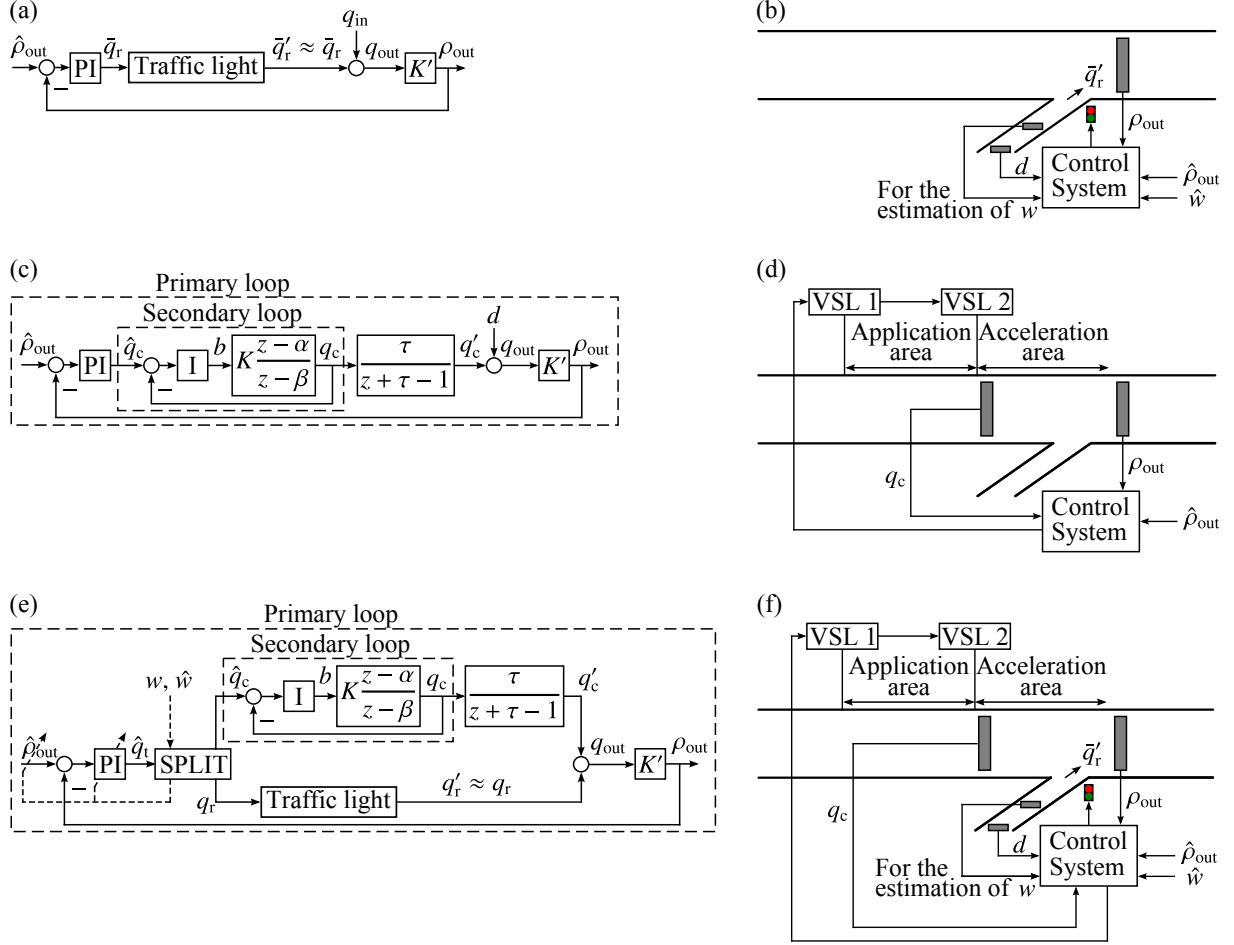 (a)
ρ̂out
PI
q̄r
Traffic light
q̄′r ≈ q̄r
qin
qout
K′
ρout
−
(b)
q̄′r
ρout
d
Control
System
ρ̂out
ŵ
For the
estimation of w
(c)
Primary loop
Secondary loop
ρ̂out
−
PI
q̂c
−
I
b
K z − α / z − β
qc
τ / z + τ − 1
q′c
d
qout
K′
ρout
(d)
VSL 1
VSL 2
Application
area
Acceleration
area
qc
ρout
Control
System
ρ̂out
(e)
Primary loop
Secondary loop
w, ŵ
q̂c
−
I
b
K z − α / z − β
qc
τ / z + τ − 1
q′c
ρ̂′out
−
PI
q̂t
SPLIT
qr
Traffic light
q′r ≈ qr
qout
K′
ρout
(f)
VSL 1
VSL 2
Application
area
Acceleration
area
qc
q̄′r
ρout
d
Control
System
ρ̂out
ŵ
For the
estimation of w